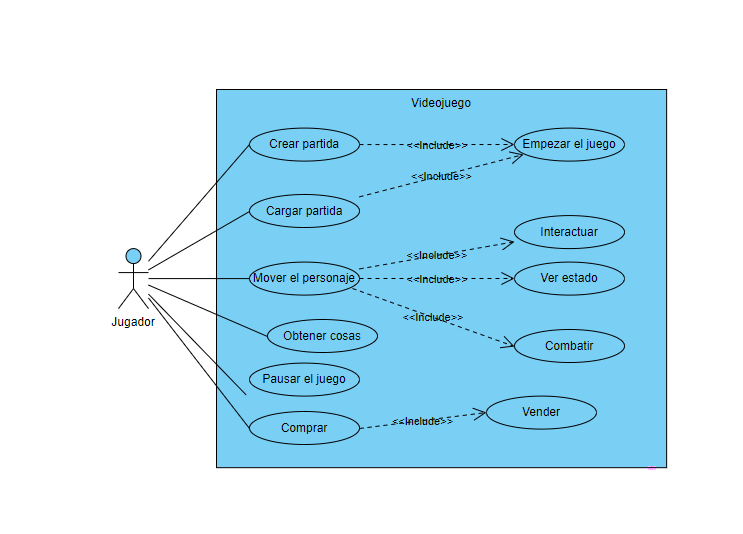 Videojuego
Crear partida
<<Include>>
Empezar el juego
<<Include>>
Cargar partida
Interactuar
<<Include>>
Mover el personaje
<<Include>>
Ver estado
<<Include>>
Jugador
Obtener cosas
Combatir
Pausar el juego
Comprar
<<Include>>
Vender